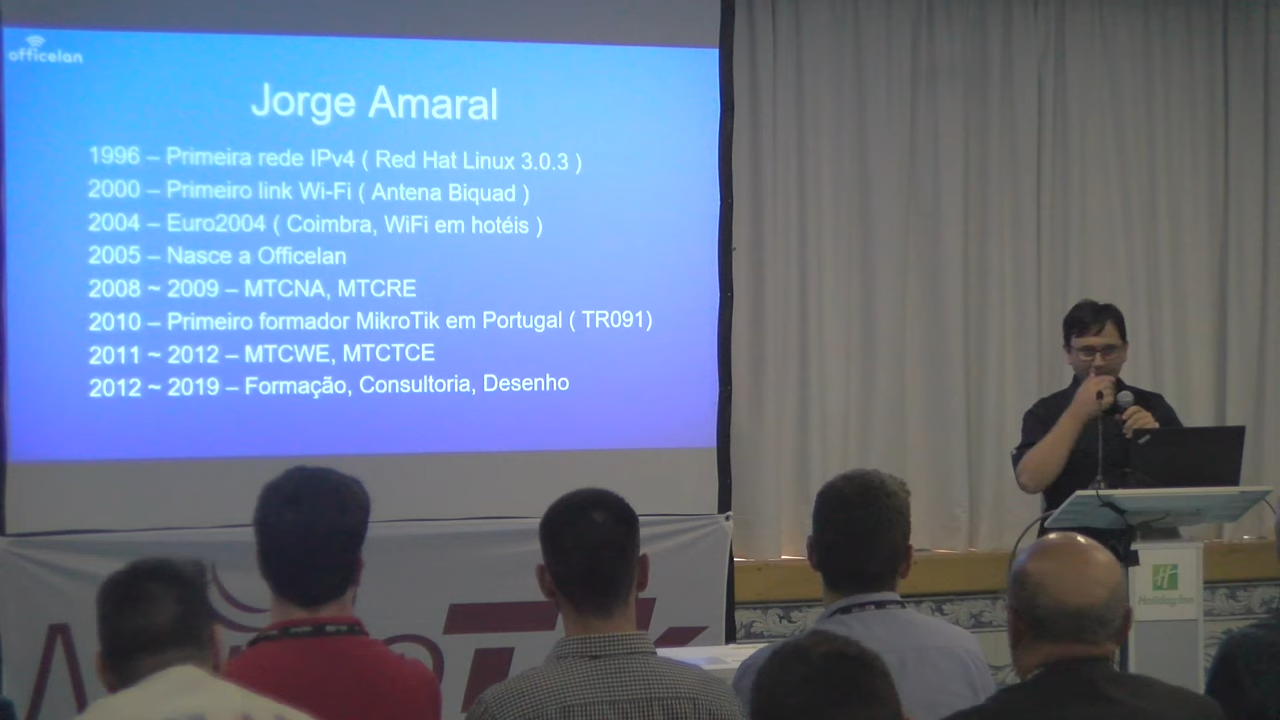 officelan
Jorge Amaral
1996 – Primeira rede IPv4 ( Red Hat Linux 3.0.3 )
2000 – Primeiro link Wi-Fi ( Antena Biquad )
2004 – Euro2004 ( Coimbra, WiFi em hotéis )
2005 – Nasce a Officelan
2008 ~ 2009 – MTCNA, MTCRE
2010 – Primeiro formador MikroTik em Portugal ( TR091)
2011 ~ 2012 – MTCWE, MTCTCE
2012 ~ 2019 – Formação, Consultoria, Desenho
H
Holiday Inn